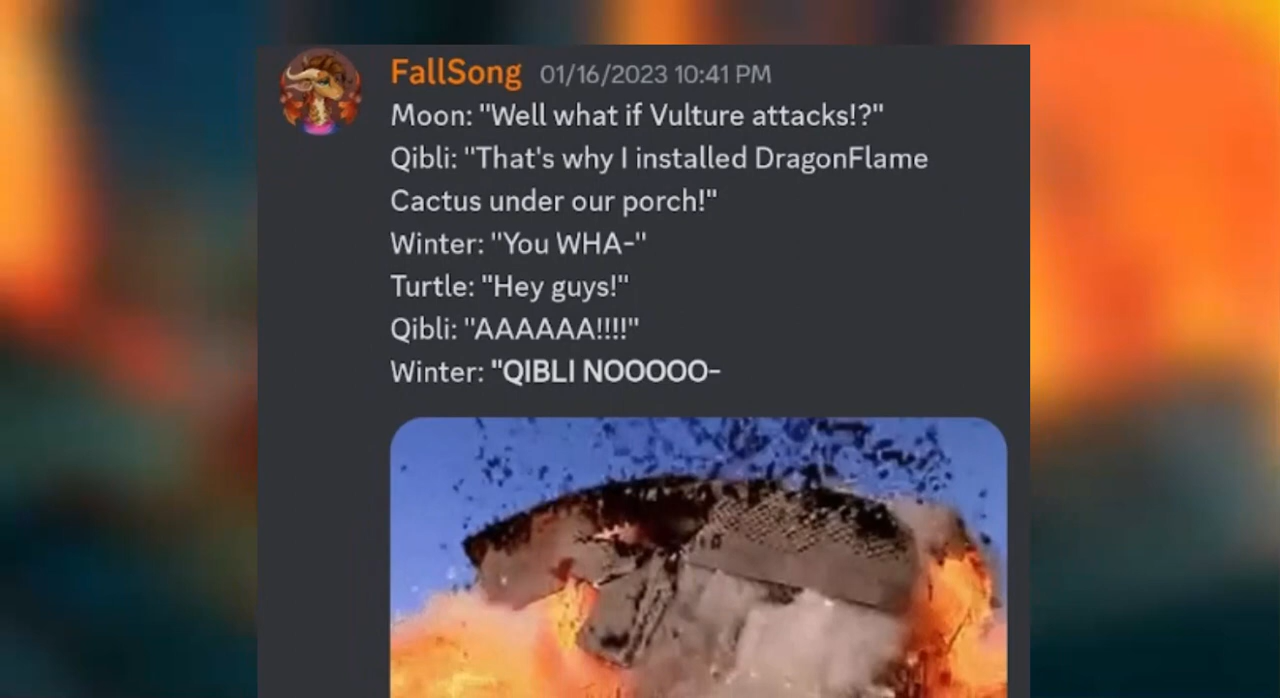 FallSong 01/16/2023 10:41 PM
Moon: "Well what if Vulture attacks!?"
Qibli: "That's why I installed DragonFlame
Cactus under our porch!"
Winter: "You WHA-"
Turtle: "Hey guys!"
Qibli: "AAAAAA!!!!"
Winter: "QIBLI NOOOOO-